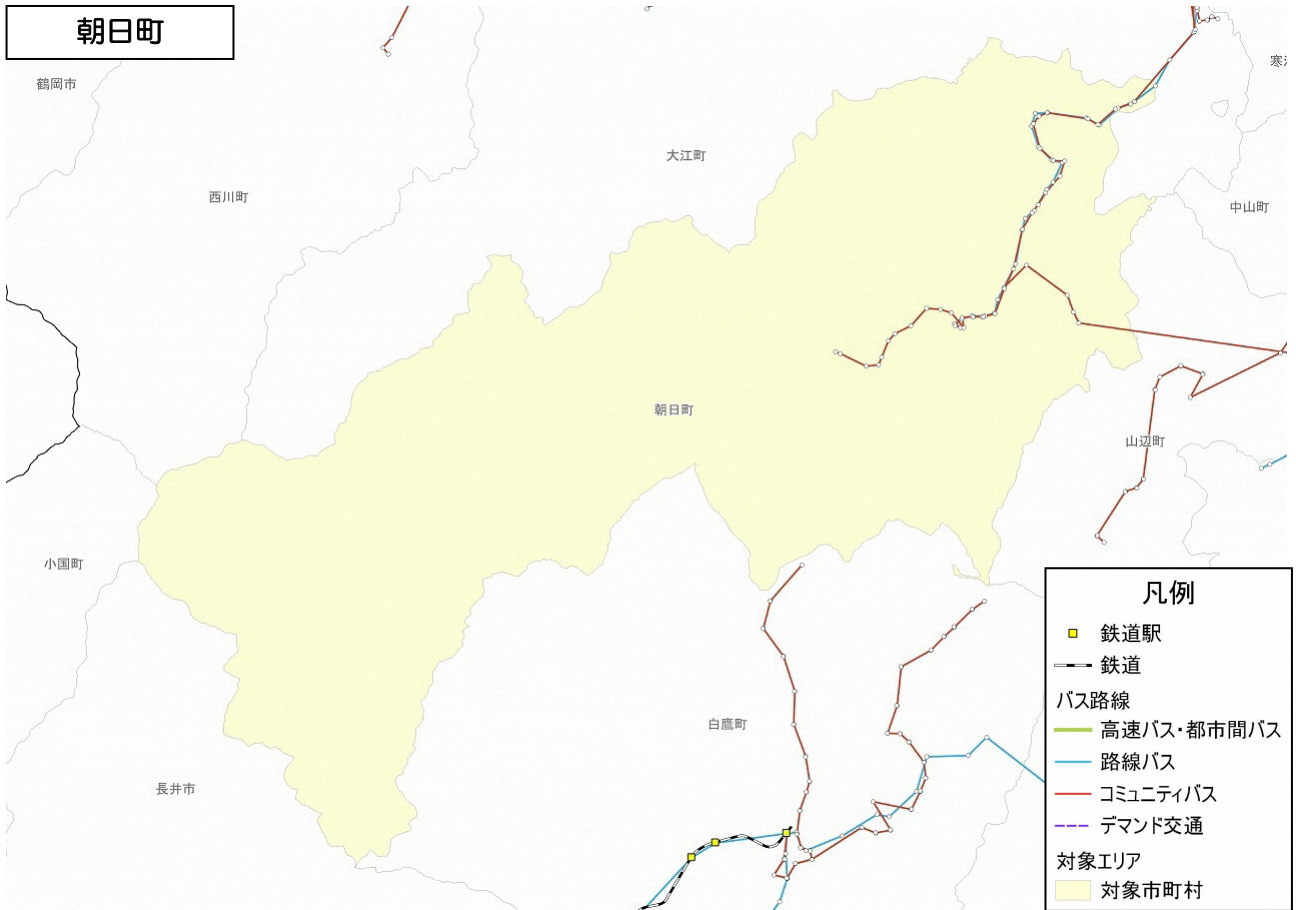 朝日町
鶴岡市
寒
大江町
西川町
中山町
朝日町
山辺町
小国町
白鷹町
長井市
凡例
鉄道駅
鉄道
バス路線
高速バス・都市間バス
路線バス
コミュニティバス
デマンド交通
対象エリア
対象市町村